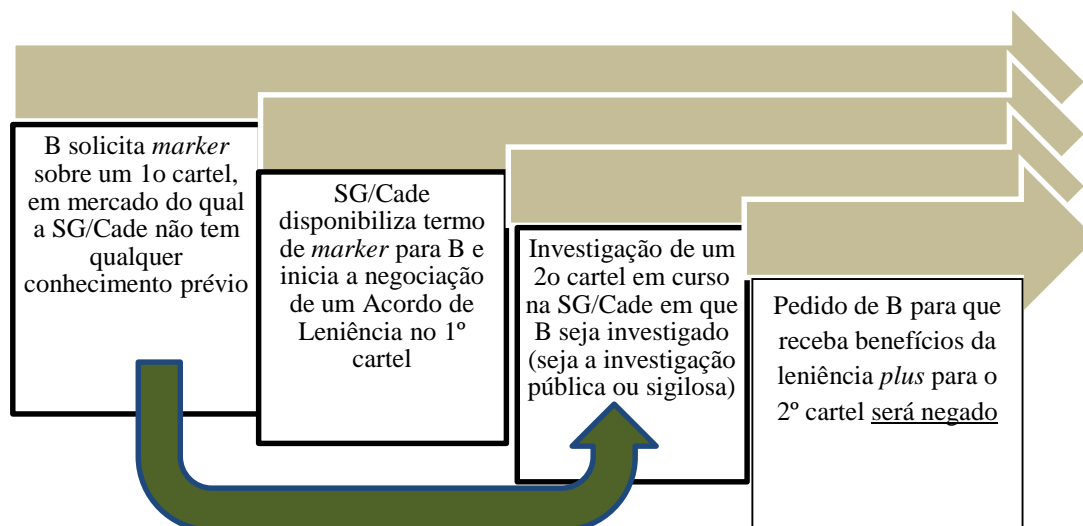 B solicita marker
sobre um 1o cartel,
em mercado do qual
a SG/Cade não tem
qualquer
conhecimento prévio
SG/Cade
disponibiliza termo
de marker para B e
inicia a negociação
de um Acordo de
Leniência no 1º
cartel
Investigação de um
2o cartel em curso
na SG/Cade em que
B seja investigado
(seja a investigação
pública ou sigilosa)
Pedido de B para que
receba benefícios da
leniência plus para o
2º cartel será negado